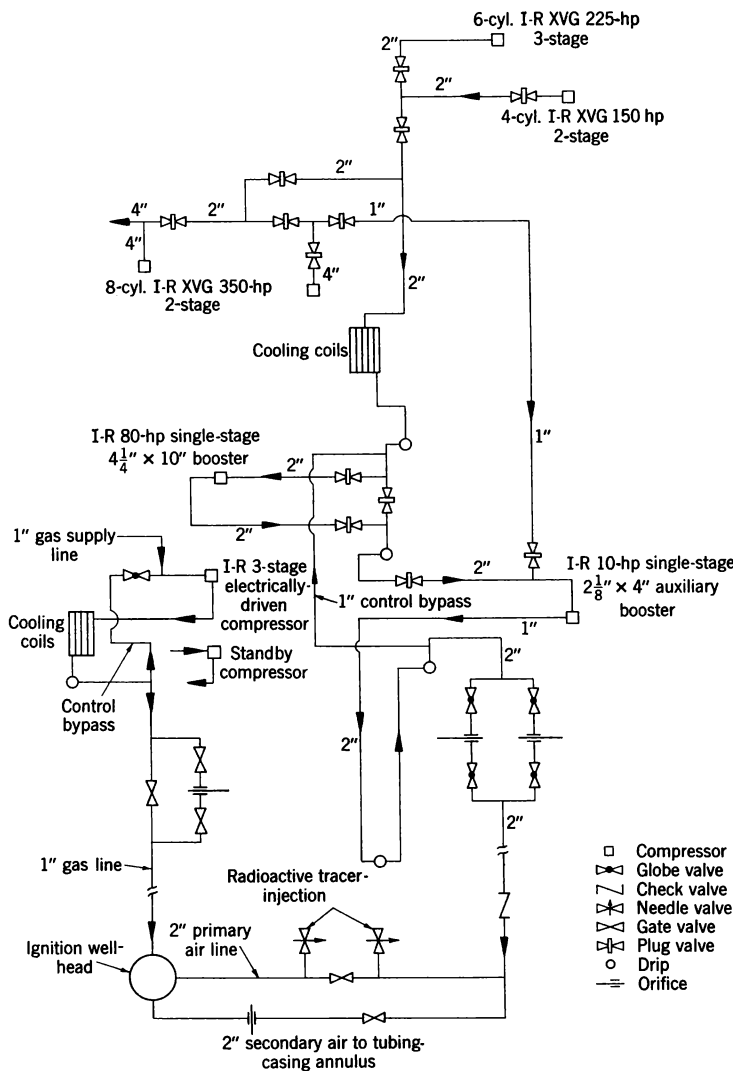 6-cyl. I-R XVG 225-hp
3-stage
2″
2″
4-cyl. I-R XVG 150 hp
2-stage
2″
4″
2″
1″
4″
4″
2″
8-cyl. I-R XVG 350-hp
2-stage
Cooling coils
1″
I-R 80-hp single-stage
4 1/4″ × 10″ booster
2″
2″
1″ gas supply
line
I-R 3-stage
electrically-
driven
compressor
2″
I-R 10-hp single-stage
2 1/8″ × 4″ auxiliary
booster
1″ control bypass
1″
Cooling
coils
Standby
compressor
2″
Control
bypass
2″
2″
1″ gas line
Radioactive tracer-
injection
Compressor
Globe valve
Check valve
Needle valve
Gate valve
Plug valve
Drip
Orifice
2″ primary
air line
Ignition well-
head
2″ secondary air to tubing-
casing annulus